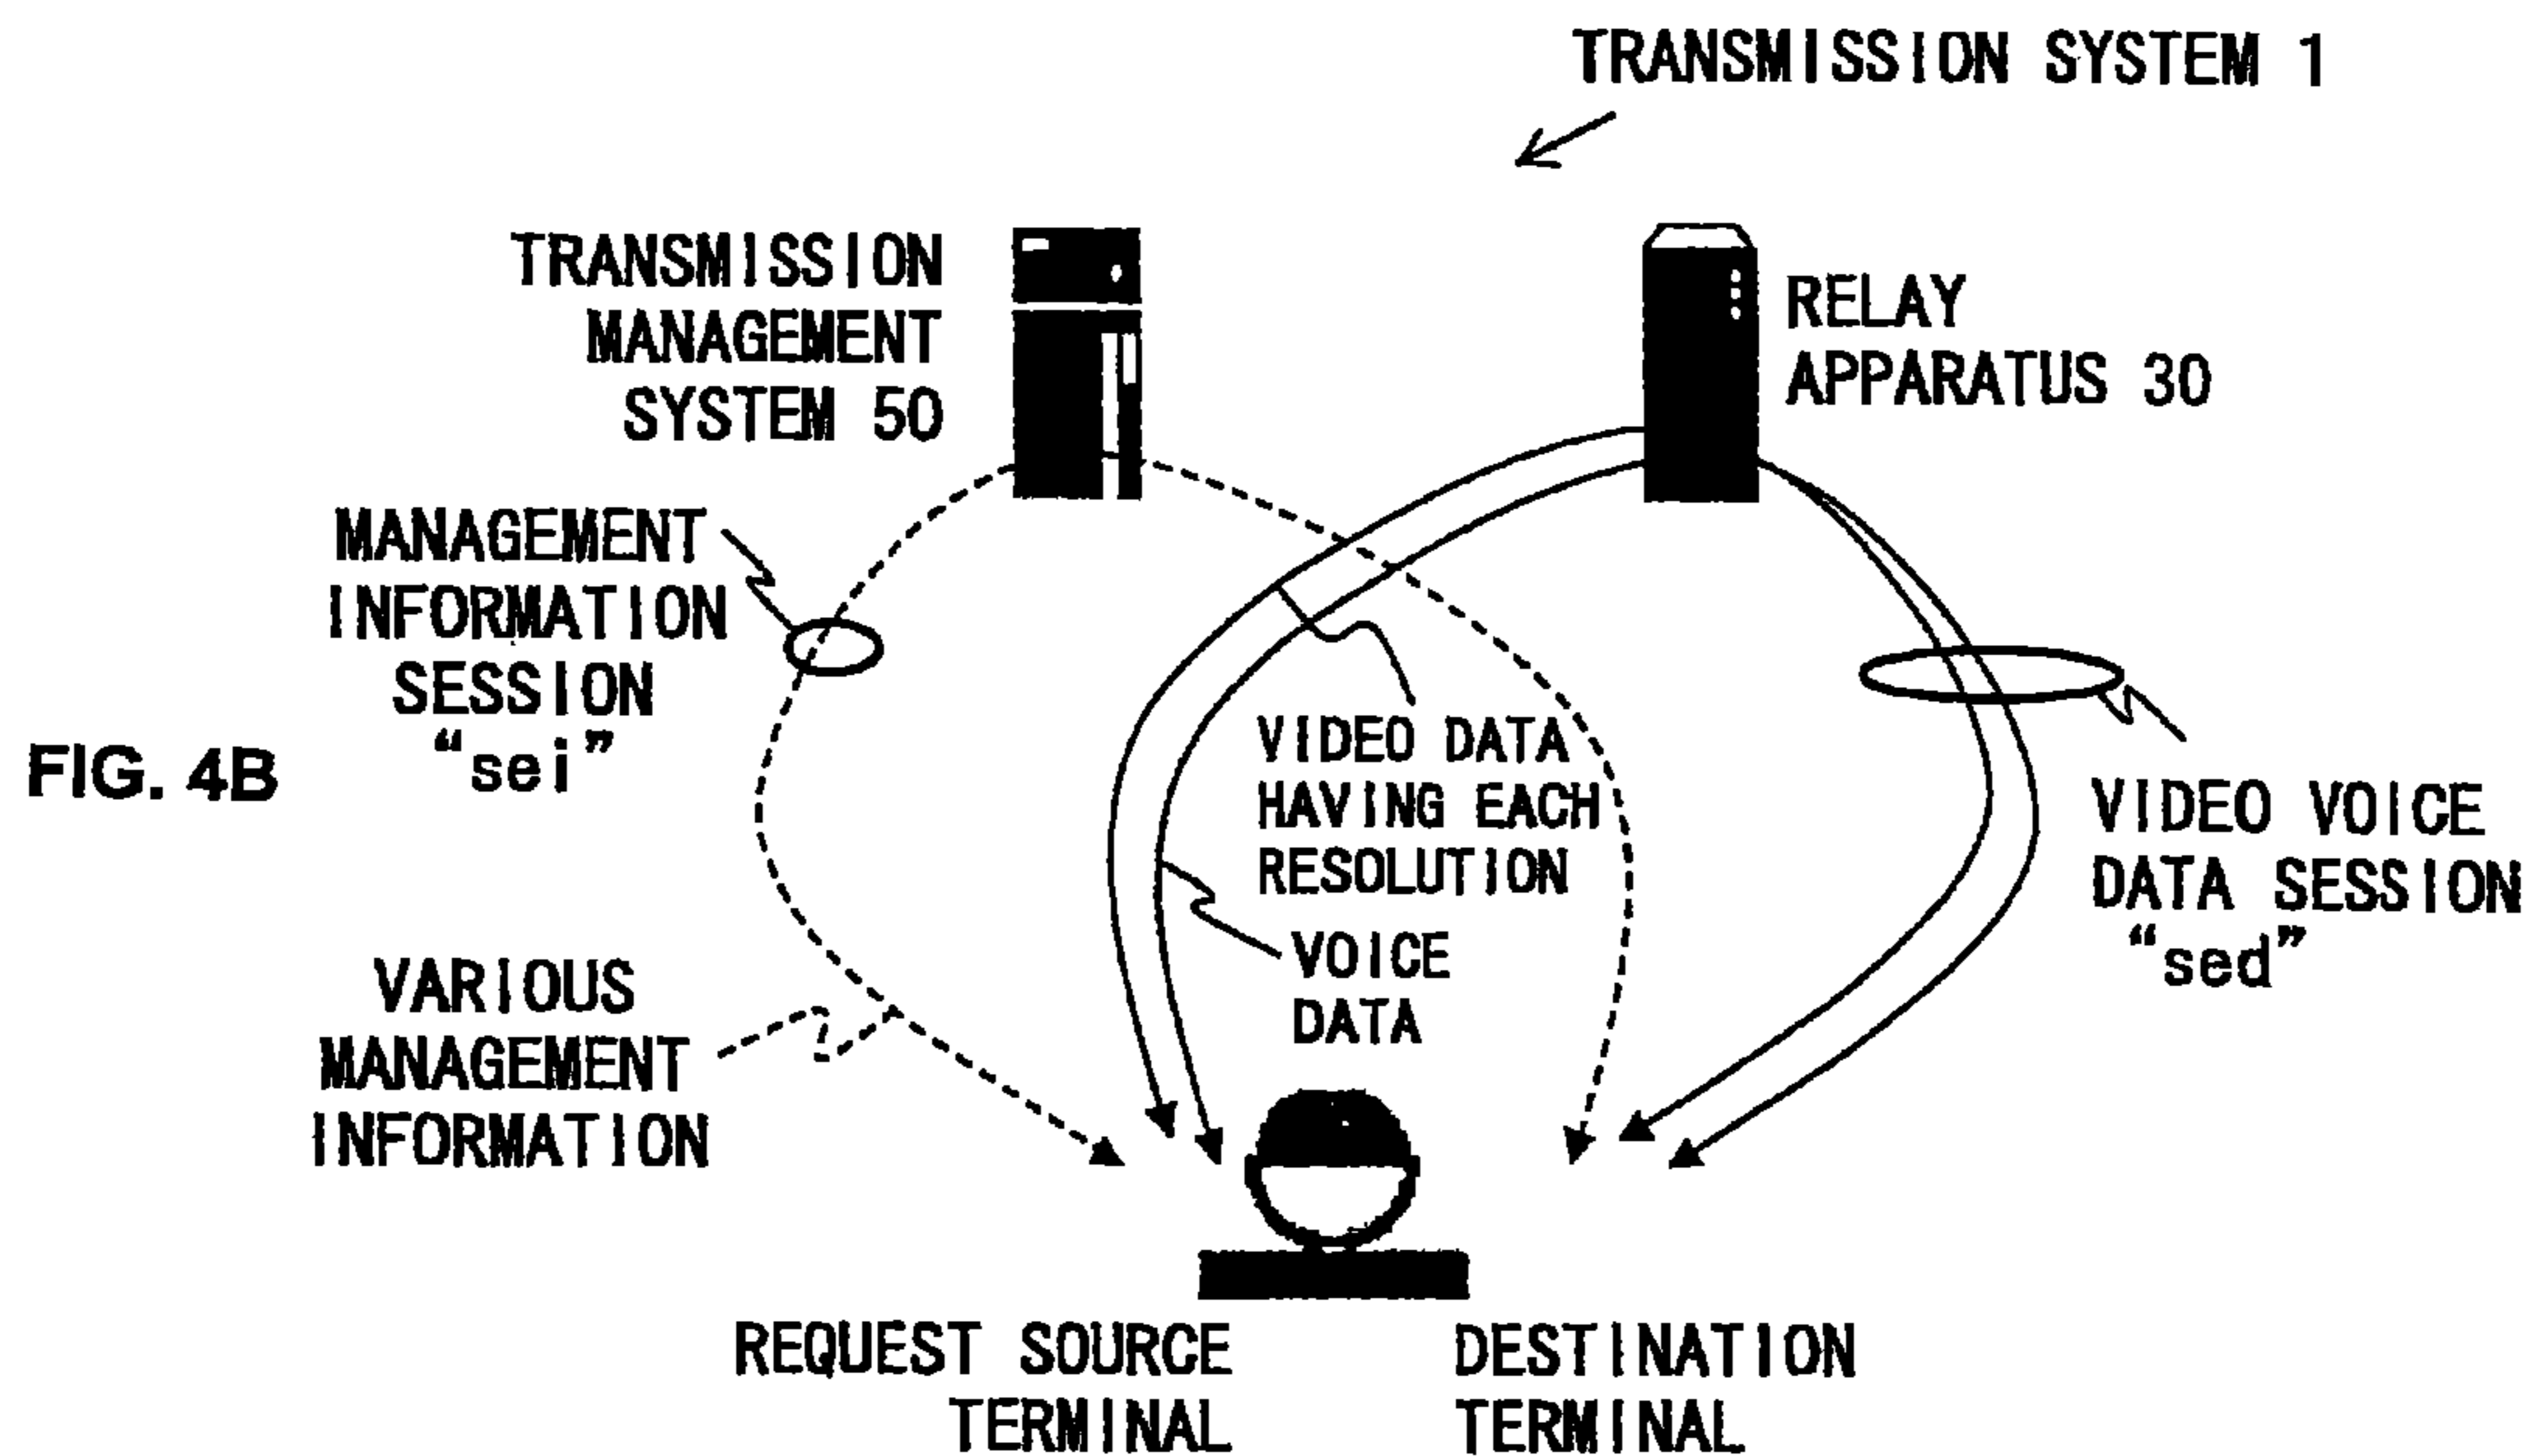 TRANSMISSION SYSTEM 1
TRANSMISSION
MANAGEMENT
SYSTEM 50
RELAY
APPARATUS 30
MANAGEMENT
INFORMATION
SESSION
“sei”
FIG. 4B
VIDEO DATA
HAVING EACH
RESOLUTION
VIDEO VOICE
DATA SESSION
“sed”
VOICE
DATA
VARIOUS
MANAGEMENT
INFORMATION
REQUEST SOURCE
TERMINAL
DESTINATION
TERMINAL